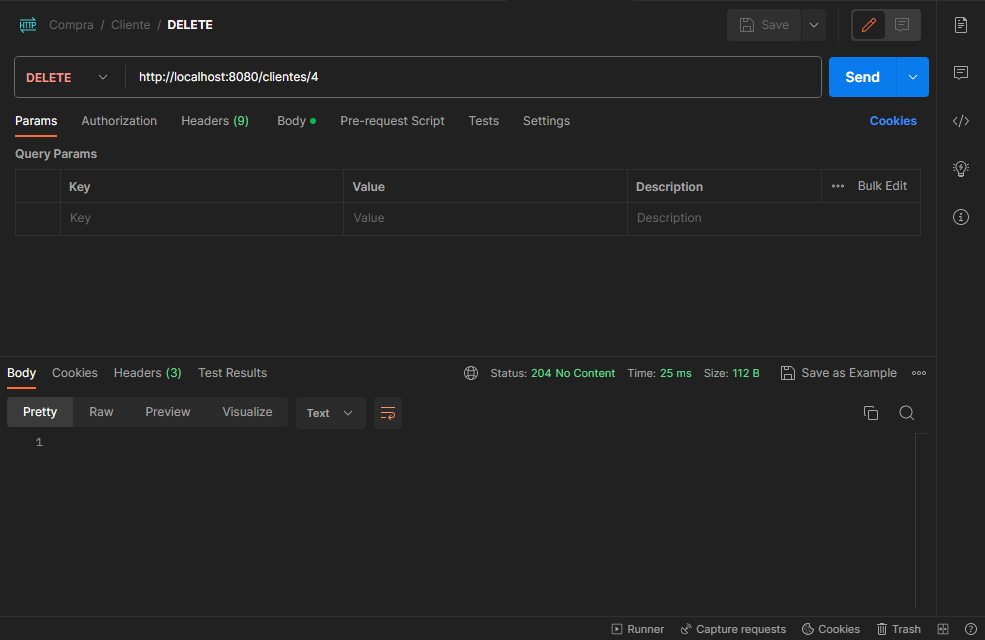 HTTP Compra / Cliente / DELETE Save
DELETE http://localhost:8080/clientes/4 Send
Params Authorization Headers (9) Body Pre-request Script Tests Settings Cookies
Query Params
Key Value Description Bulk Edit
Key Value Description
Body Cookies Headers (3) Test Results Status: 204 No Content Time: 25 ms Size: 112 B Save as Example
Pretty Raw Preview Visualize Text
1
Runner Capture requests Cookies Trash